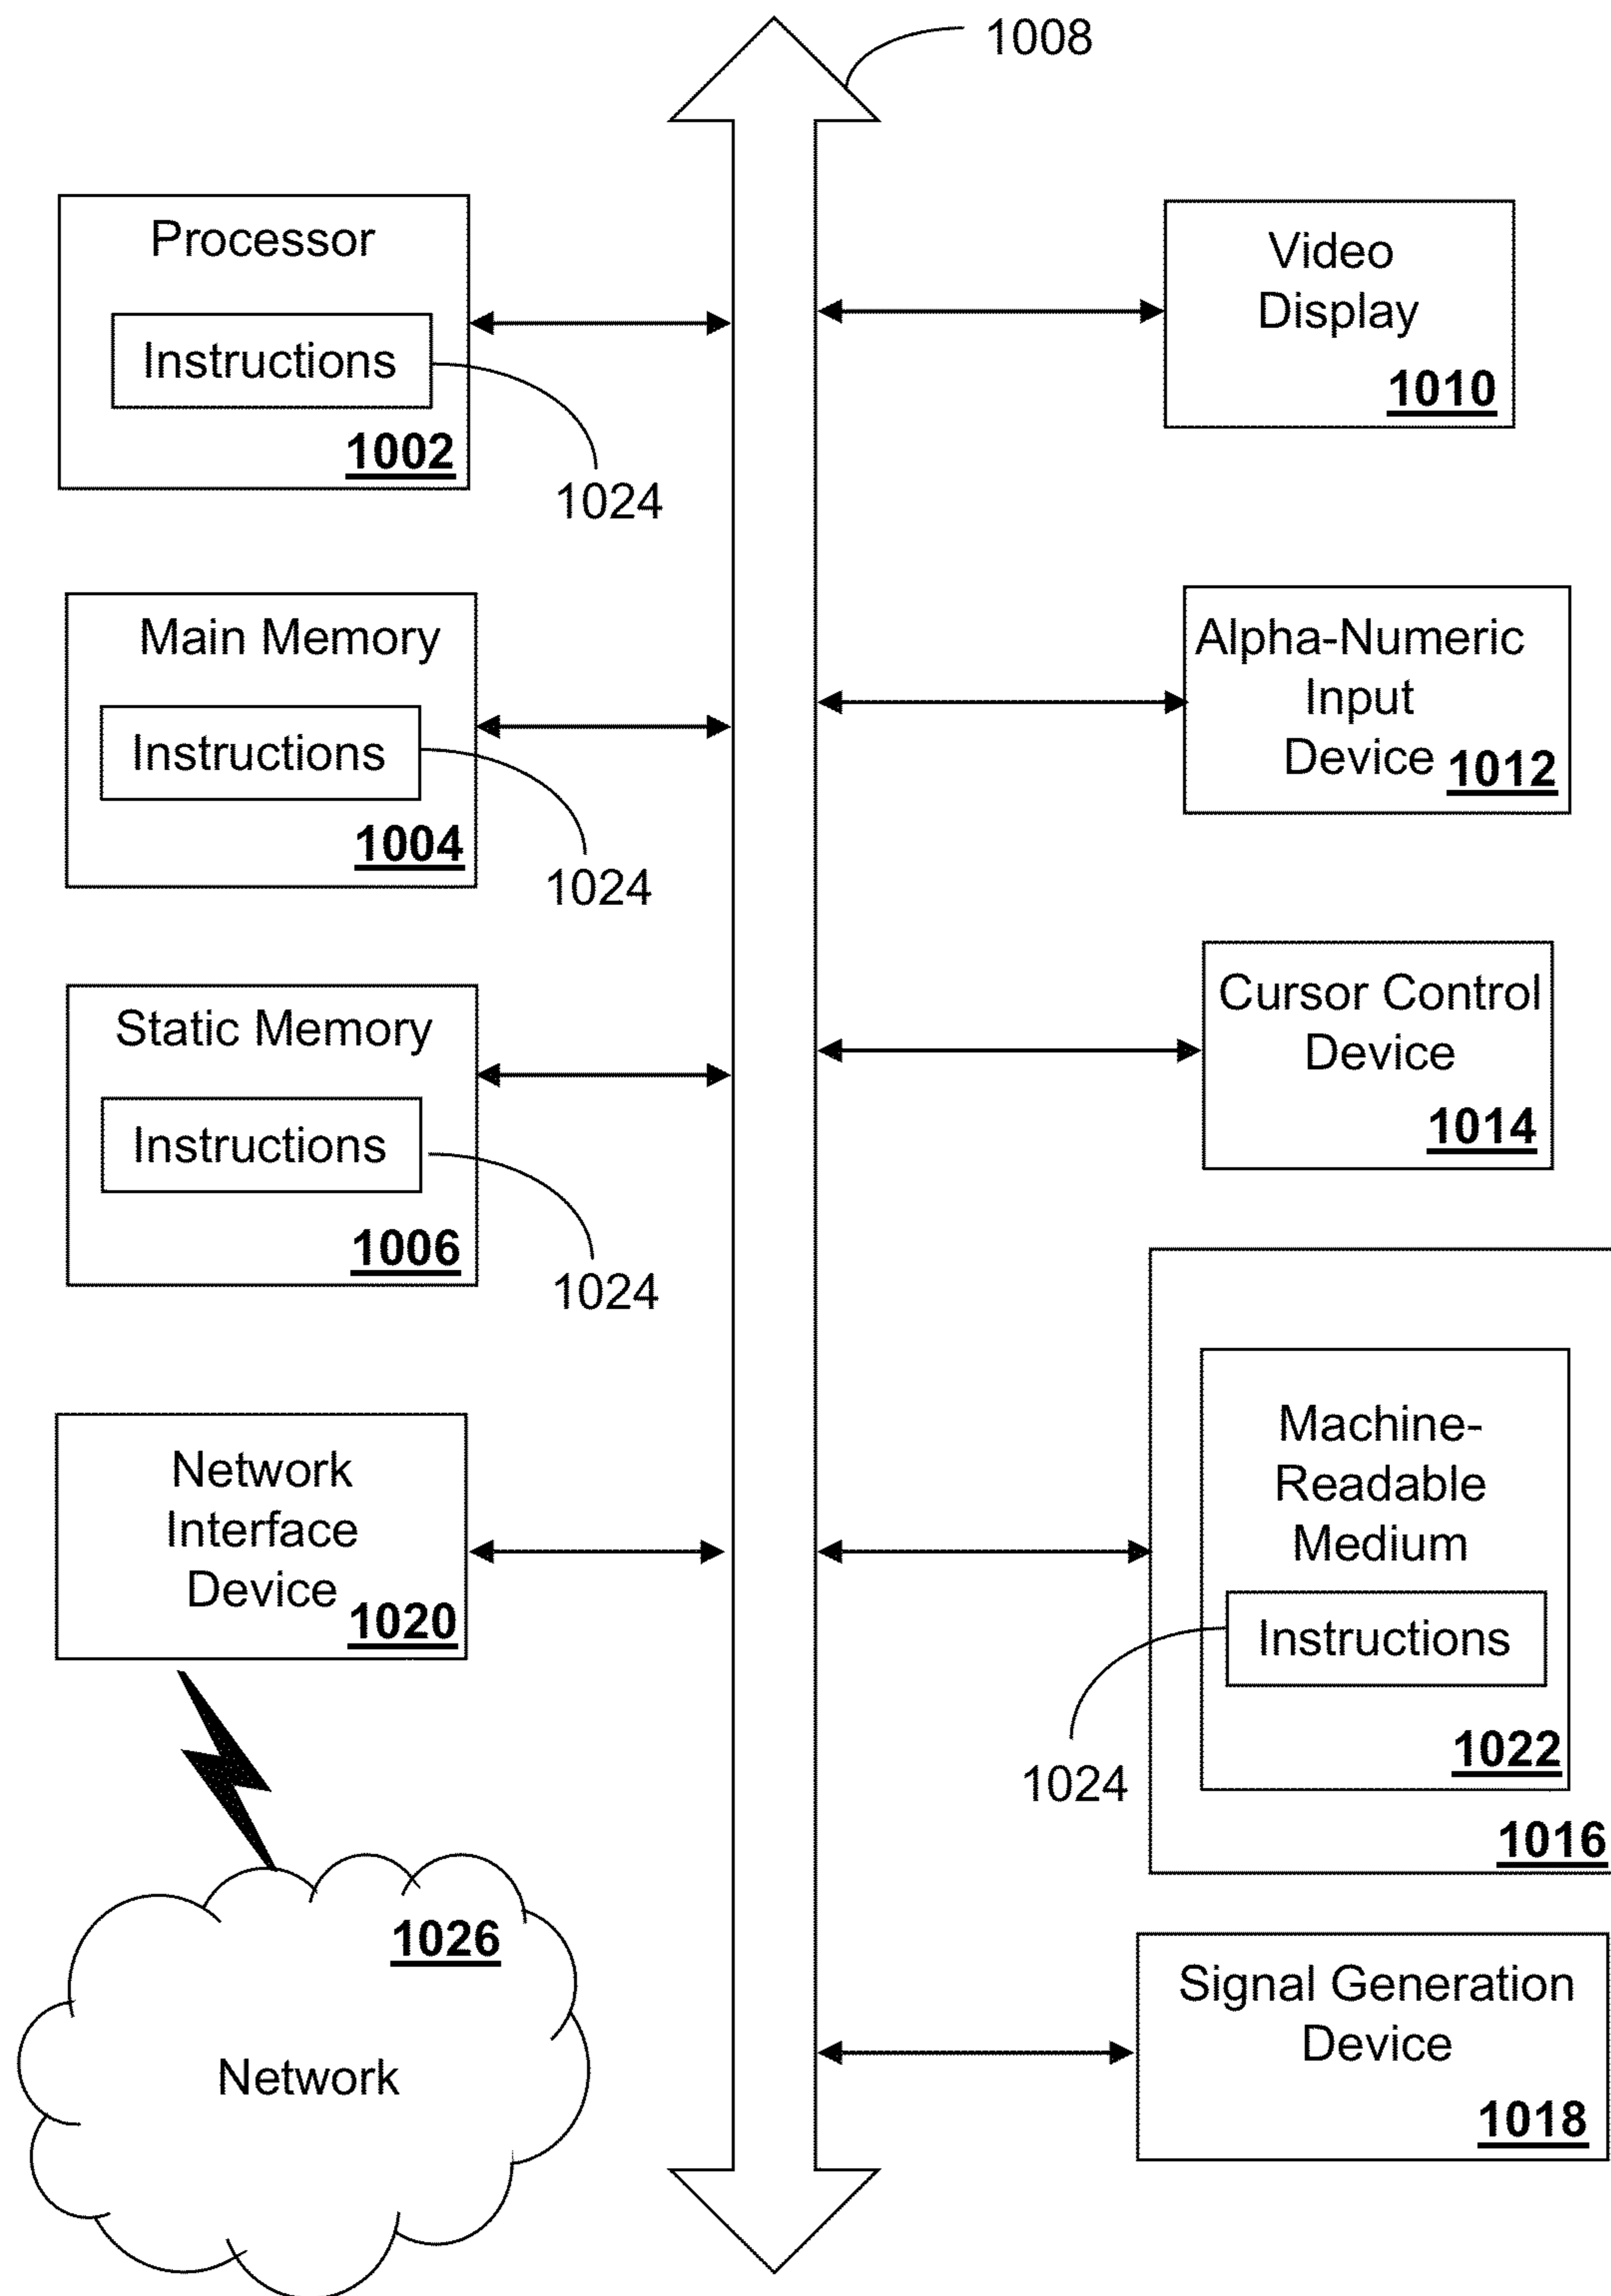 1008
Processor
Instructions
1002
1024
Main Memory
Instructions
1004
1024
Static Memory
Instructions
1006
1024
Network
Interface
Device
1020
1026
Network
Video
Display
1010
Alpha-Numeric
Input
Device 1012
Cursor Control
Device
1014
Machine-
Readable
Medium
Instructions
1022
1024
1016
Signal Generation
Device
1018